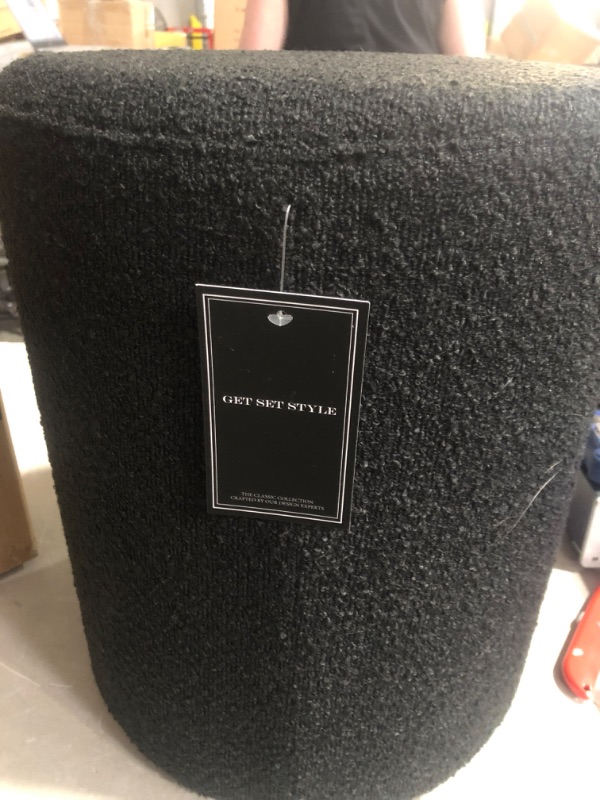 GET SET STYLE
THE CLASSIC COLLECTION
CRAFTED BY OUR DESIGN EXPERTS